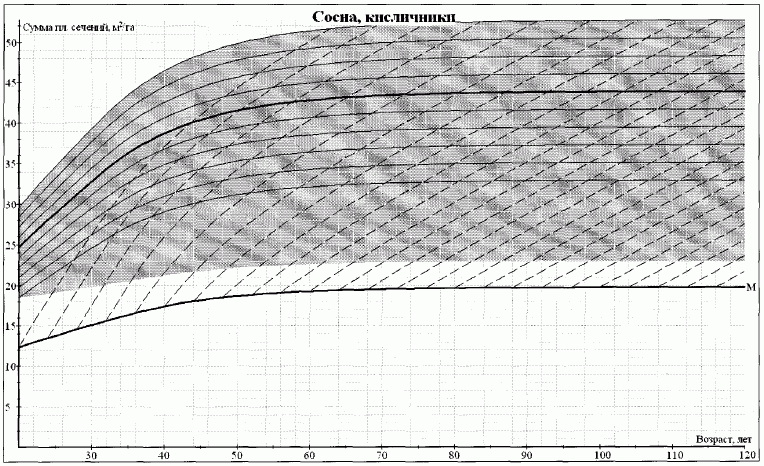 Сосна, кисличники
Сумма пл. сечений, м²/га
50
45
40
35
30
25
20
М
15
10
5
Возраст, лет
30 40 50 60 70 80 90 100 110 120